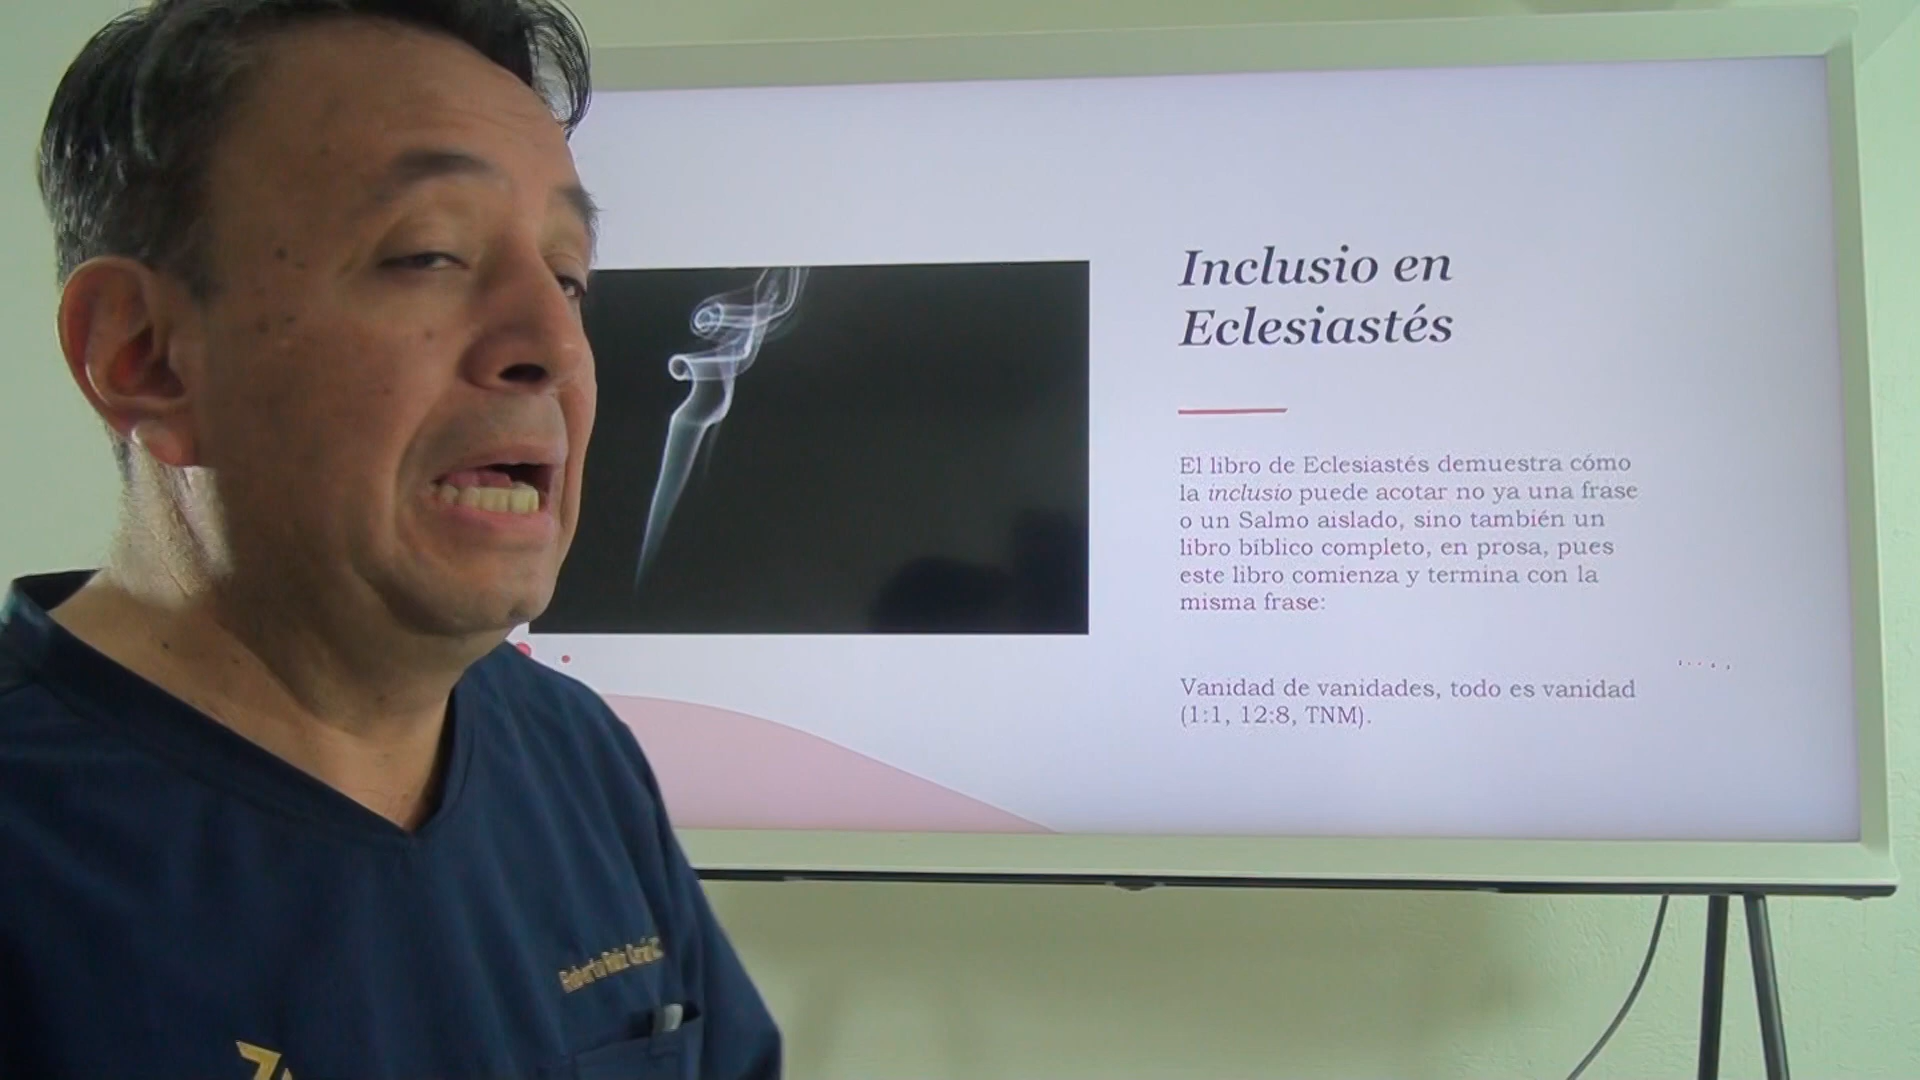 Inclusio en
Eclesiastés
El libro de Eclesiastés demuestra cómo
la inclusio puede acotar no ya una frase
o un Salmo aislado, sino también un
libro bíblico completo, en prosa, pues
este libro comienza y termina con la
misma frase:
Vanidad de vanidades, todo es vanidad
(1:1, 12:8, TNM).
Roberto